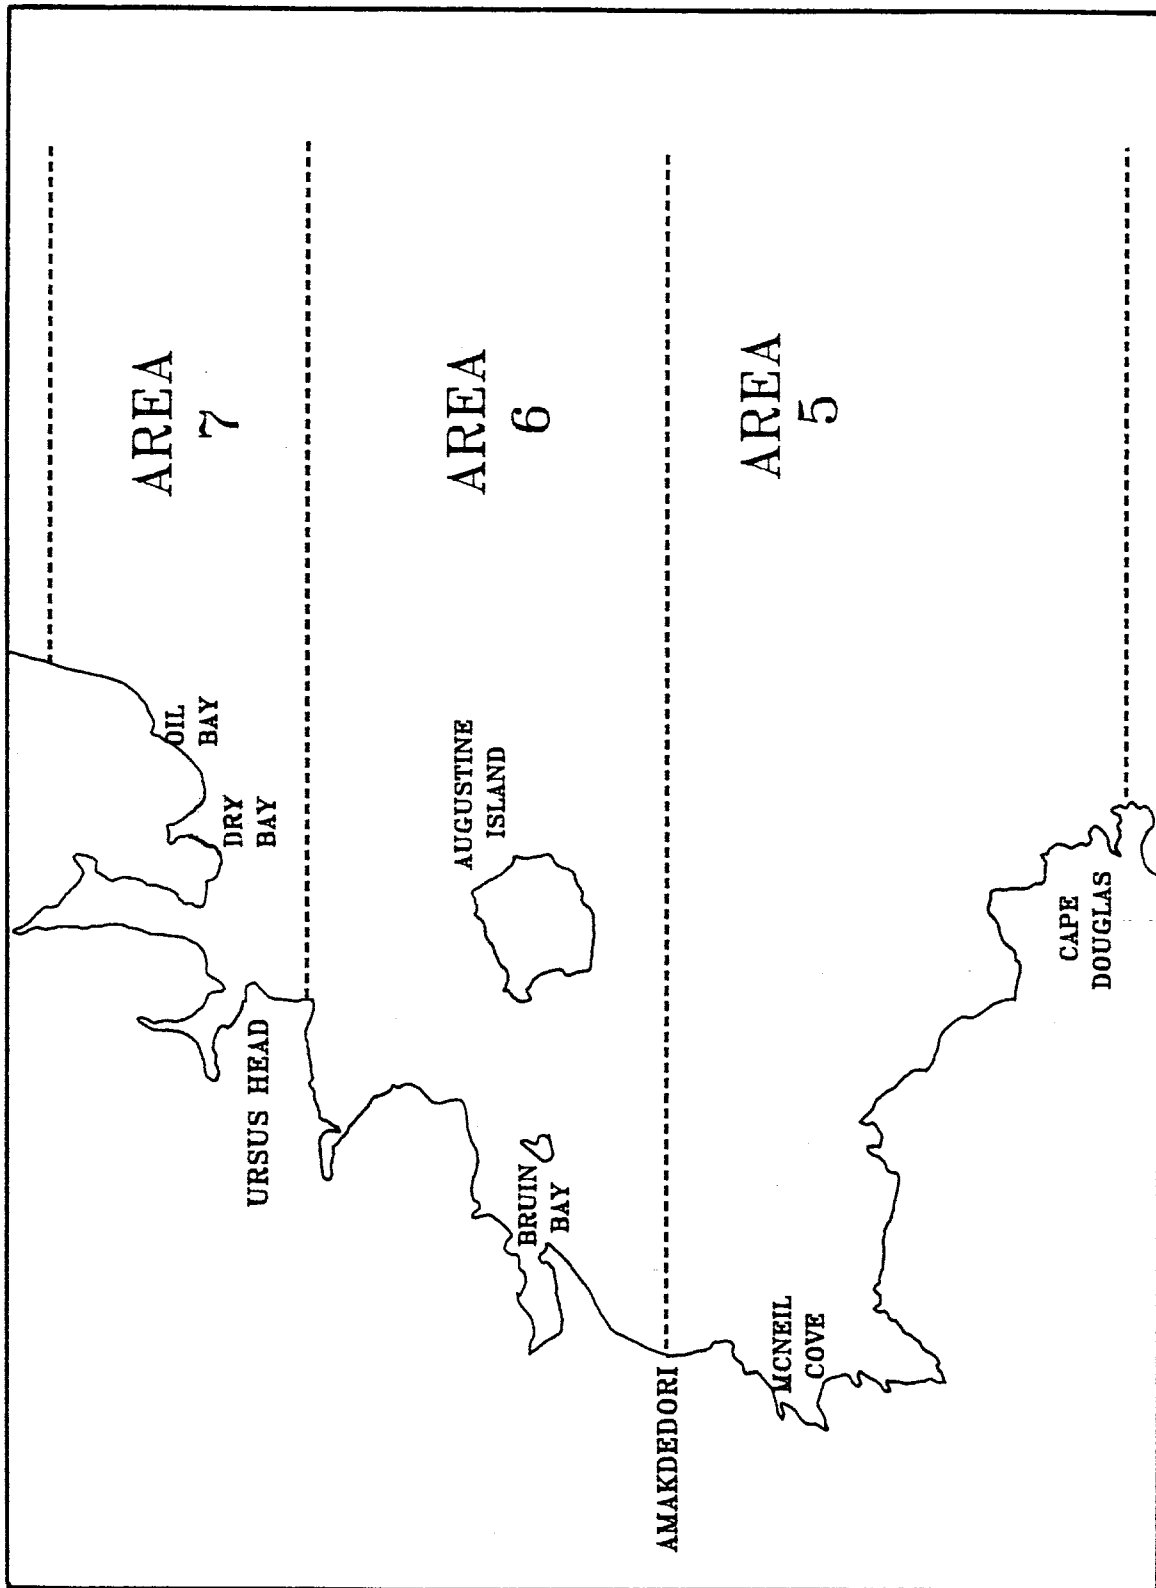 AREA
7
OIL
BAY
DRY
BAY
URSUS HEAD
AREA
6
AUGUSTINE
ISLAND
BRUIN
BAY
AMAKDEDORI
AREA
5
MCNEIL
COVE
CAPE
DOUGLAS